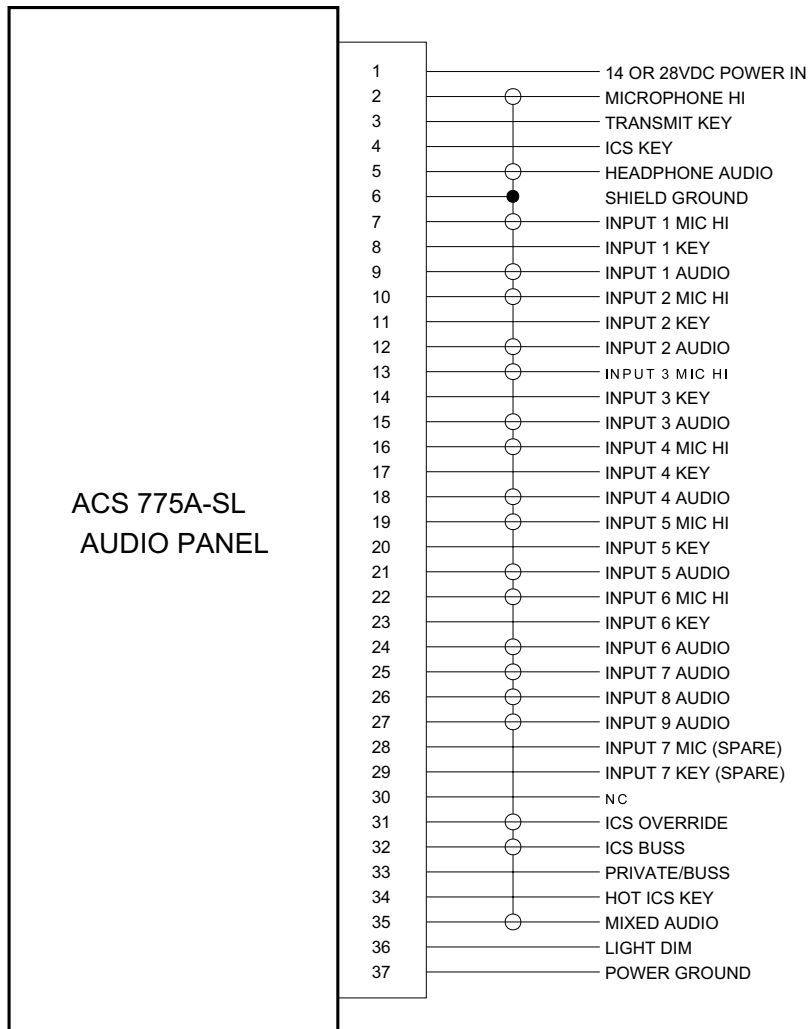 1 14 OR 28VDC POWER IN
2 MICROPHONE HI
3 TRANSMIT KEY
4 ICS KEY
5 HEADPHONE AUDIO
6 SHIELD GROUND
7 INPUT 1 MIC HI
8 INPUT 1 KEY
9 INPUT 1 AUDIO
10 INPUT 2 MIC HI
11 INPUT 2 KEY
12 INPUT 2 AUDIO
13 INPUT 3 MIC HI
14 INPUT 3 KEY
15 INPUT 3 AUDIO
16 INPUT 4 MIC HI
17 INPUT 4 KEY
18 INPUT 4 AUDIO
19 INPUT 5 MIC HI
20 INPUT 5 KEY
21 INPUT 5 AUDIO
22 INPUT 6 MIC HI
23 INPUT 6 KEY
24 INPUT 6 AUDIO
25 INPUT 7 AUDIO
26 INPUT 8 AUDIO
27 INPUT 9 AUDIO
28 INPUT 7 MIC (SPARE)
29 INPUT 7 KEY (SPARE)
30 NC
31 ICS OVERRIDE
32 ICS BUSS
33 PRIVATE/BUSS
34 HOT ICS KEY
35 MIXED AUDIO
36 LIGHT DIM
37 POWER GROUND
ACS 775A-SL
AUDIO PANEL